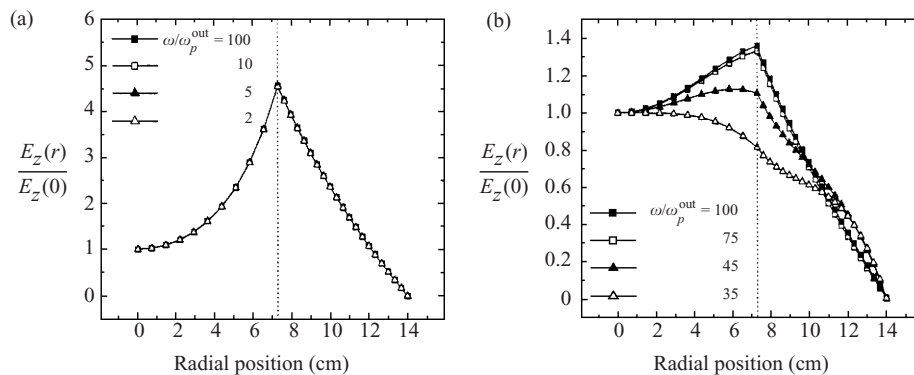 (a)
ω/ω_p^out = 100
10
5
2
E_z(r)
E_z(0)
6
5
4
3
2
1
0
0 2 4 6 8 10 12 14
Radial position (cm)
(b)
1.4
1.2
1.0
0.8
0.6
0.4
0.2
0
E_z(r)
E_z(0)
ω/ω_p^out = 100
75
45
35
0 2 4 6 8 10 12 14
Radial position (cm)